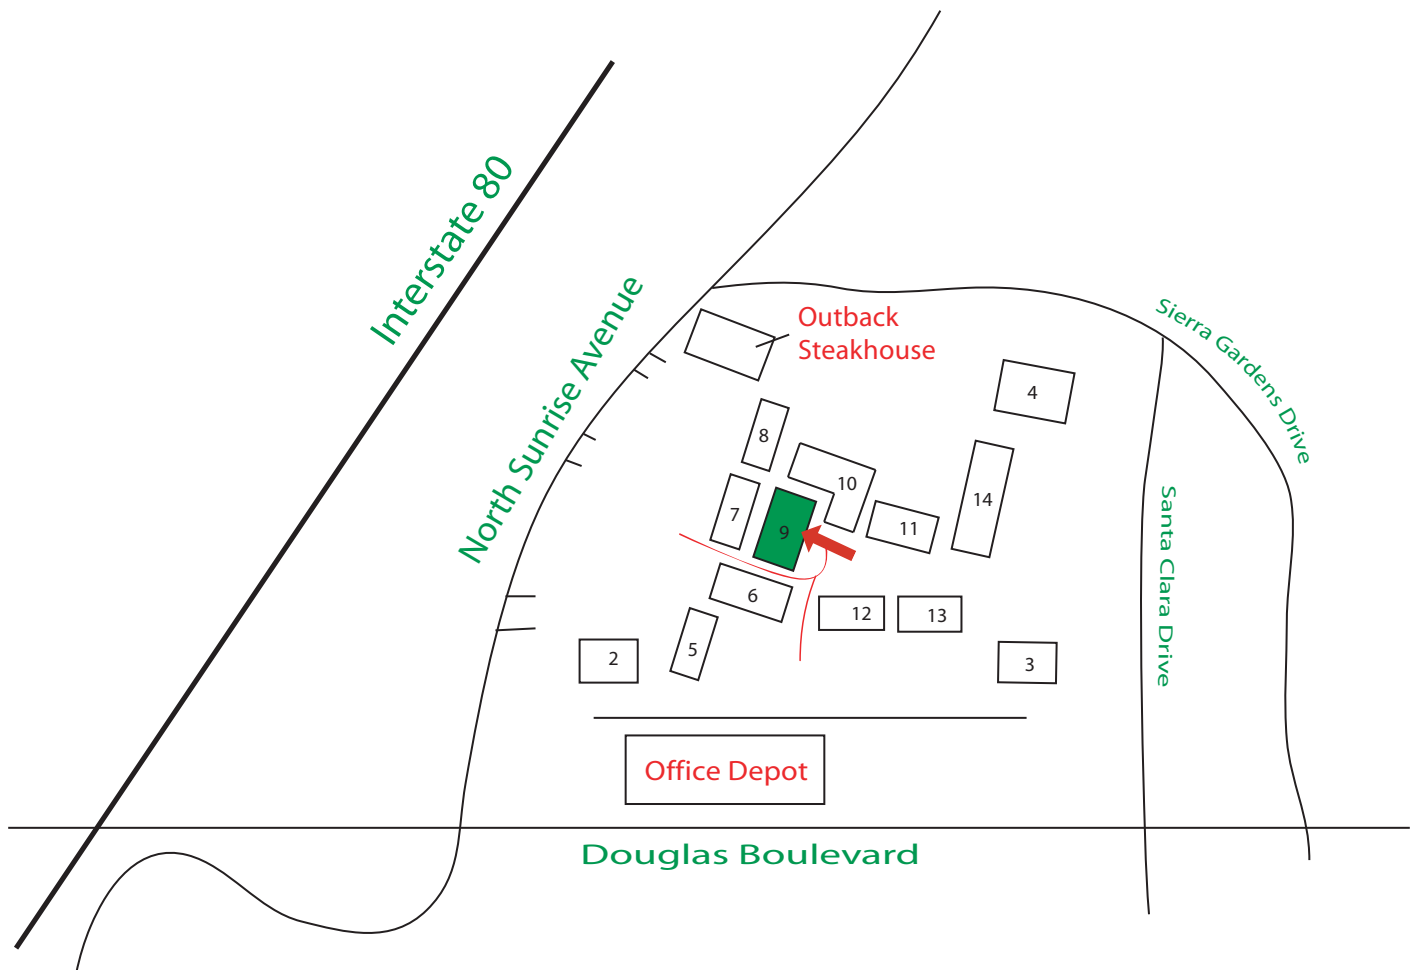 Interstate 80
North Sunrise Avenue
Outback
Steakhouse
Sierra Gardens Drive
4
8
10
14
7
9
11
Santa Clara Drive
6
12
13
5
2
3
Office Depot
Douglas Boulevard